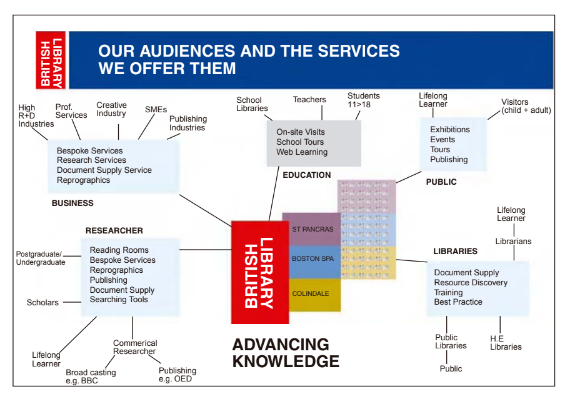 BRITISH
LIBRARY
OUR AUDIENCES AND THE SERVICES
WE OFFER THEM
High
R+D
Industries
Prof.
Services
Creative
Industry
SMEs
Publishing
Industries
Bespoke Services
Research Services
Document Supply Service
Reprographics
BUSINESS
School
Libraries
Teachers
Students
11>18
On-site Visits
School Tours
Web Learning
EDUCATION
Lifelong
Learner
Visitors
(child + adult)
Exhibitions
Events
Tours
Publishing
PUBLIC
RESEARCHER
Postgraduate/
Undergraduate
Reading Rooms
Bespoke Services
Reprographics
Publishing
Document Supply
Searching Tools
Scholars
Lifelong
Learner
Commerical
Researcher
Broad casting
e.g. BBC
Publishing
e.g. OED
BRITISH
LIBRARY
ST PANCRAS
BOSTON SPA
COLINDALE
ADVANCING
KNOWLEDGE
Lifelong
Learner
Librarians
LIBRARIES
Document Supply
Resource Discovery
Training
Best Practice
Public
Libraries
Public
H.E
Libraries